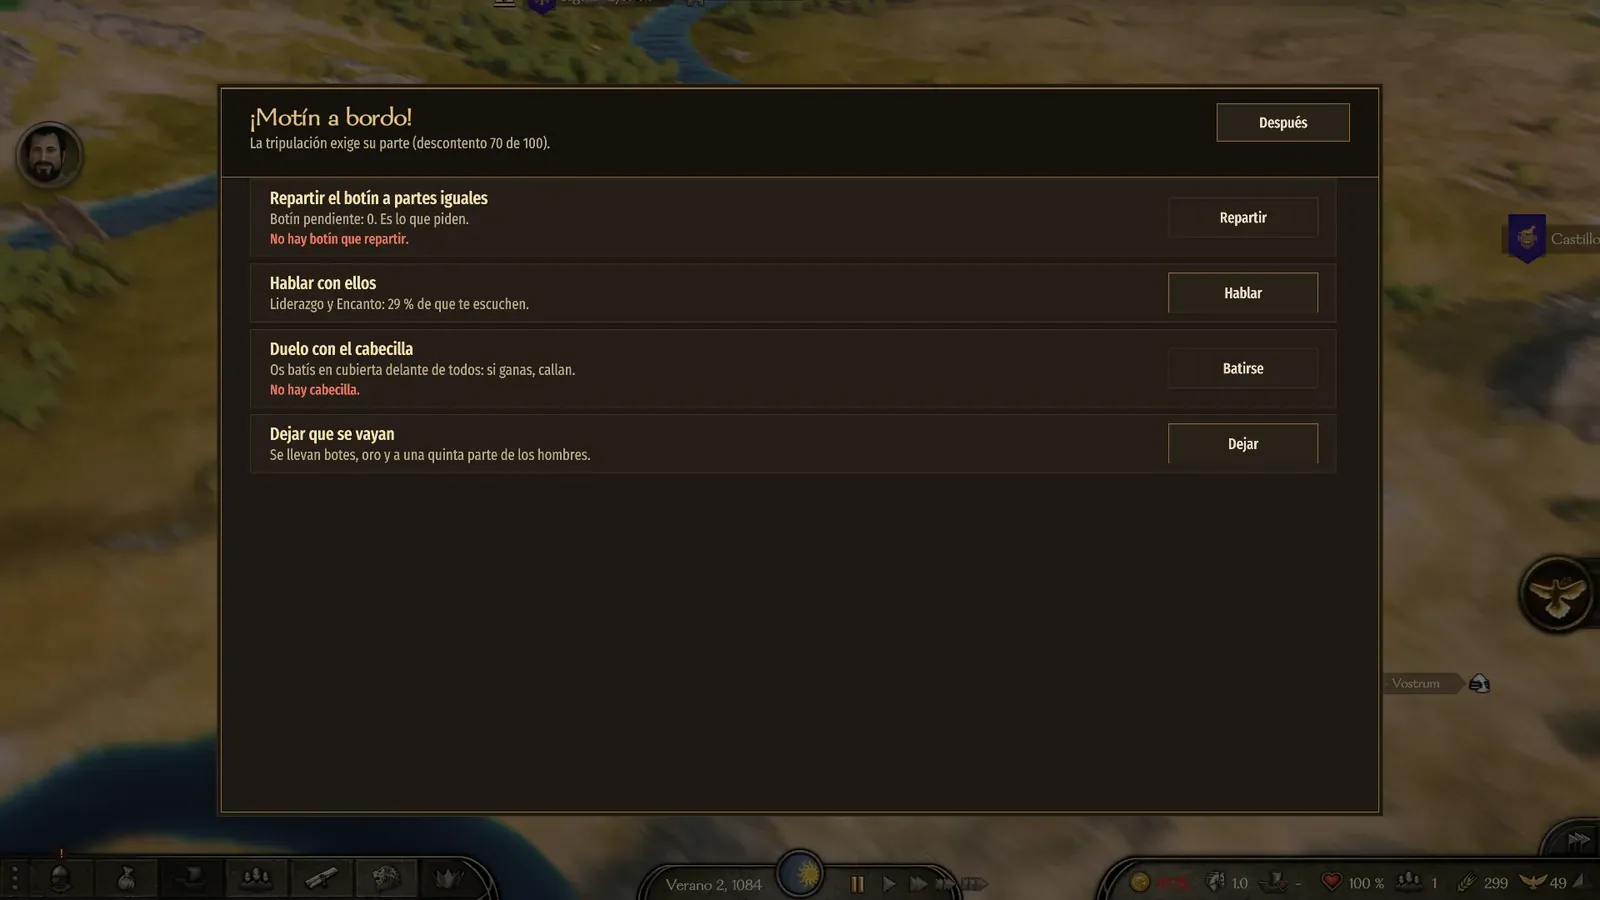 ¡Motín a bordo!
La tripulación exige su parte (descontento 70 de 100).
Después
Repartir el botín a partes iguales
Botín pendiente: 0. Es lo que piden.
No hay botín que repartir.
Repartir
Hablar con ellos
Liderazgo y Encanto: 29 % de que te escuchen.
Hablar
Duelo con el cabecilla
Os batís en cubierta delante de todos: si ganas, callan.
No hay cabecilla.
Batirse
Dejar que se vayan
Se llevan botes, oro y a una quinta parte de los hombres.
Dejar
Castillo
Vostrum
!
Verano 2, 1084
1.0
-
100 %
1
299
49